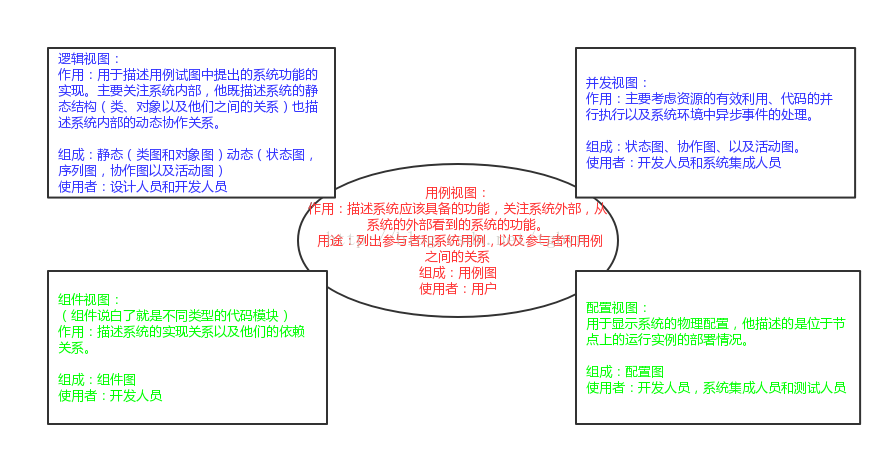 逻辑视图：
作用：用于描述用例试图中提出的系统功能的
实现。主要关注系统内部，他既描述系统的静
态结构（类、对象以及他们之间的关系）也描
述系统内部的动态协作关系。
组成：静态（类图和对象图）动态（状态图，
序列图，协作图以及活动图）
使用者：设计人员和开发人员
并发视图：
作用：主要考虑资源的有效利用、代码的并
行执行以及系统环境中异步事件的处理。
组成：状态图、协作图、以及活动图。
使用者：开发人员和系统集成人员
用例视图：
作用：描述系统应该具备的功能，关注系统外部，从
系统的外部看到的系统的功能。
用途：列出参与者和系统用例，以及参与者和用例
之间的关系
组成：用例图
使用者：用户
组件视图：
（组件说白了就是不同类型的代码模块）
作用：描述系统的实现关系以及他们的依赖
关系。
组成：组件图
使用者：开发人员
配置视图：
用于显示系统的物理配置，他描述的是位于节
点上的运行实例的部署情况。
组成：配置图
使用者：开发人员，系统集成人员和测试人员